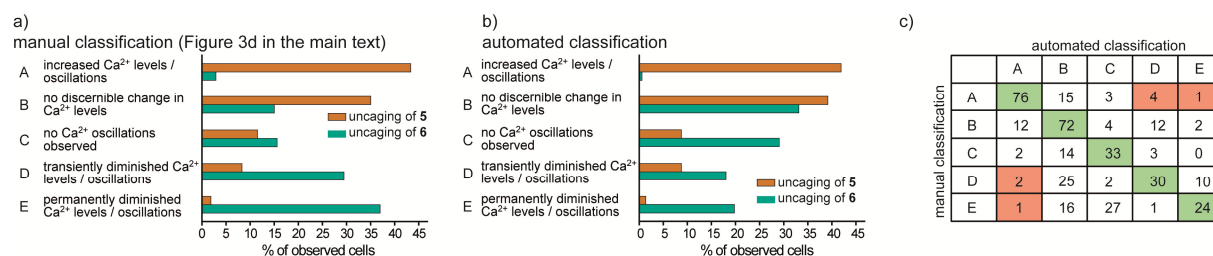 a)
manual classification (Figure 3d in the main text)
A increased Ca²⁺ levels /
oscillations
B no discernible change in
Ca²⁺ levels
C no Ca²⁺ oscillations
observed
D transiently diminished Ca²⁺
levels / oscillations
E permanently diminished
Ca²⁺ levels / oscillations
uncaging of 5
uncaging of 6
0 5 10 15 20 25 30 35 40 45
% of observed cells
b)
automated classification
A increased Ca²⁺ levels /
oscillations
B no discernible change in
Ca²⁺ levels
C no Ca²⁺ oscillations
observed
D transiently diminished Ca²⁺
levels / oscillations
E permanently diminished
Ca²⁺ levels / oscillations
uncaging of 5
uncaging of 6
0 5 10 15 20 25 30 35 40 45
% of observed cells
c)
automated classification
manual classification
A B C D E
A 76 15 3 4 1
B 12 72 4 12 2
C 2 14 33 3 0
D 2 25 2 30 10
E 1 16 27 1 24